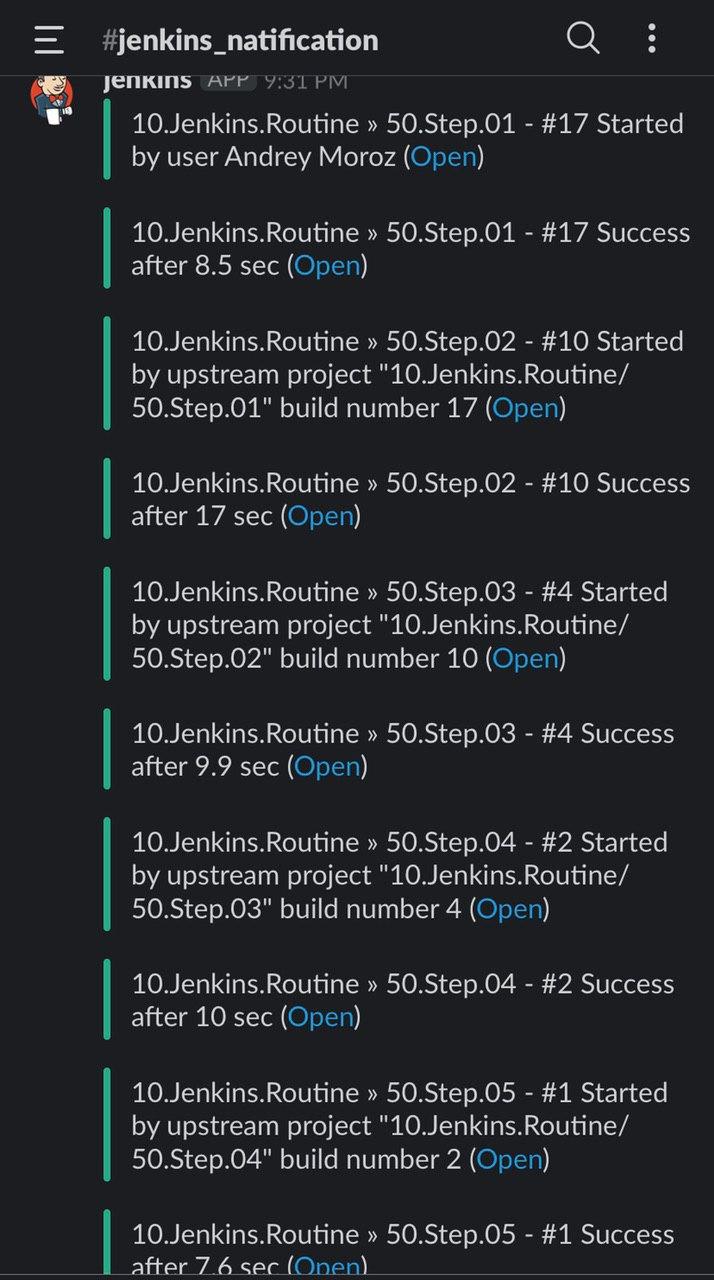 #jenkins_natification
jenkins APP 9:31 PM
10.Jenkins.Routine » 50.Step.01 - #17 Started
by user Andrey Moroz (Open)
10.Jenkins.Routine » 50.Step.01 - #17 Success
after 8.5 sec (Open)
10.Jenkins.Routine » 50.Step.02 - #10 Started
by upstream project "10.Jenkins.Routine/
50.Step.01" build number 17 (Open)
10.Jenkins.Routine » 50.Step.02 - #10 Success
after 17 sec (Open)
10.Jenkins.Routine » 50.Step.03 - #4 Started
by upstream project "10.Jenkins.Routine/
50.Step.02" build number 10 (Open)
10.Jenkins.Routine » 50.Step.03 - #4 Success
after 9.9 sec (Open)
10.Jenkins.Routine » 50.Step.04 - #2 Started
by upstream project "10.Jenkins.Routine/
50.Step.03" build number 4 (Open)
10.Jenkins.Routine » 50.Step.04 - #2 Success
after 10 sec (Open)
10.Jenkins.Routine » 50.Step.05 - #1 Started
by upstream project "10.Jenkins.Routine/
50.Step.04" build number 2 (Open)
10.Jenkins.Routine » 50.Step.05 - #1 Success
after 7.6 sec (Open)